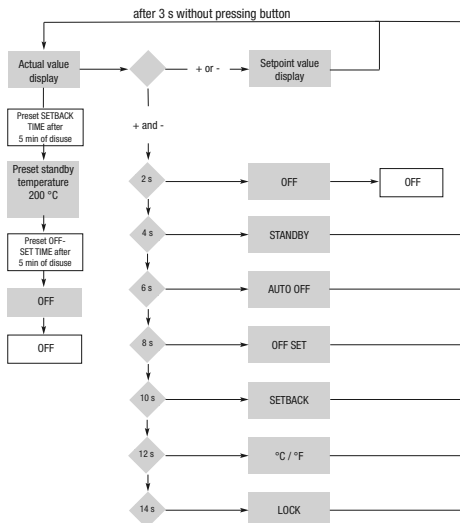 after 3 s without pressing button
Actual value
display
+ or -
Setpoint value
display
Preset SETBACK
TIME after
5 min of disuse
+ and -
Preset standby
temperature
200 °C
2 s
OFF
OFF
Preset OFF-
SET TIME after
5 min of disuse
4 s
STANDBY
6 s
AUTO OFF
OFF
8 s
OFF SET
OFF
10 s
SETBACK
12 s
°C / °F
14 s
LOCK